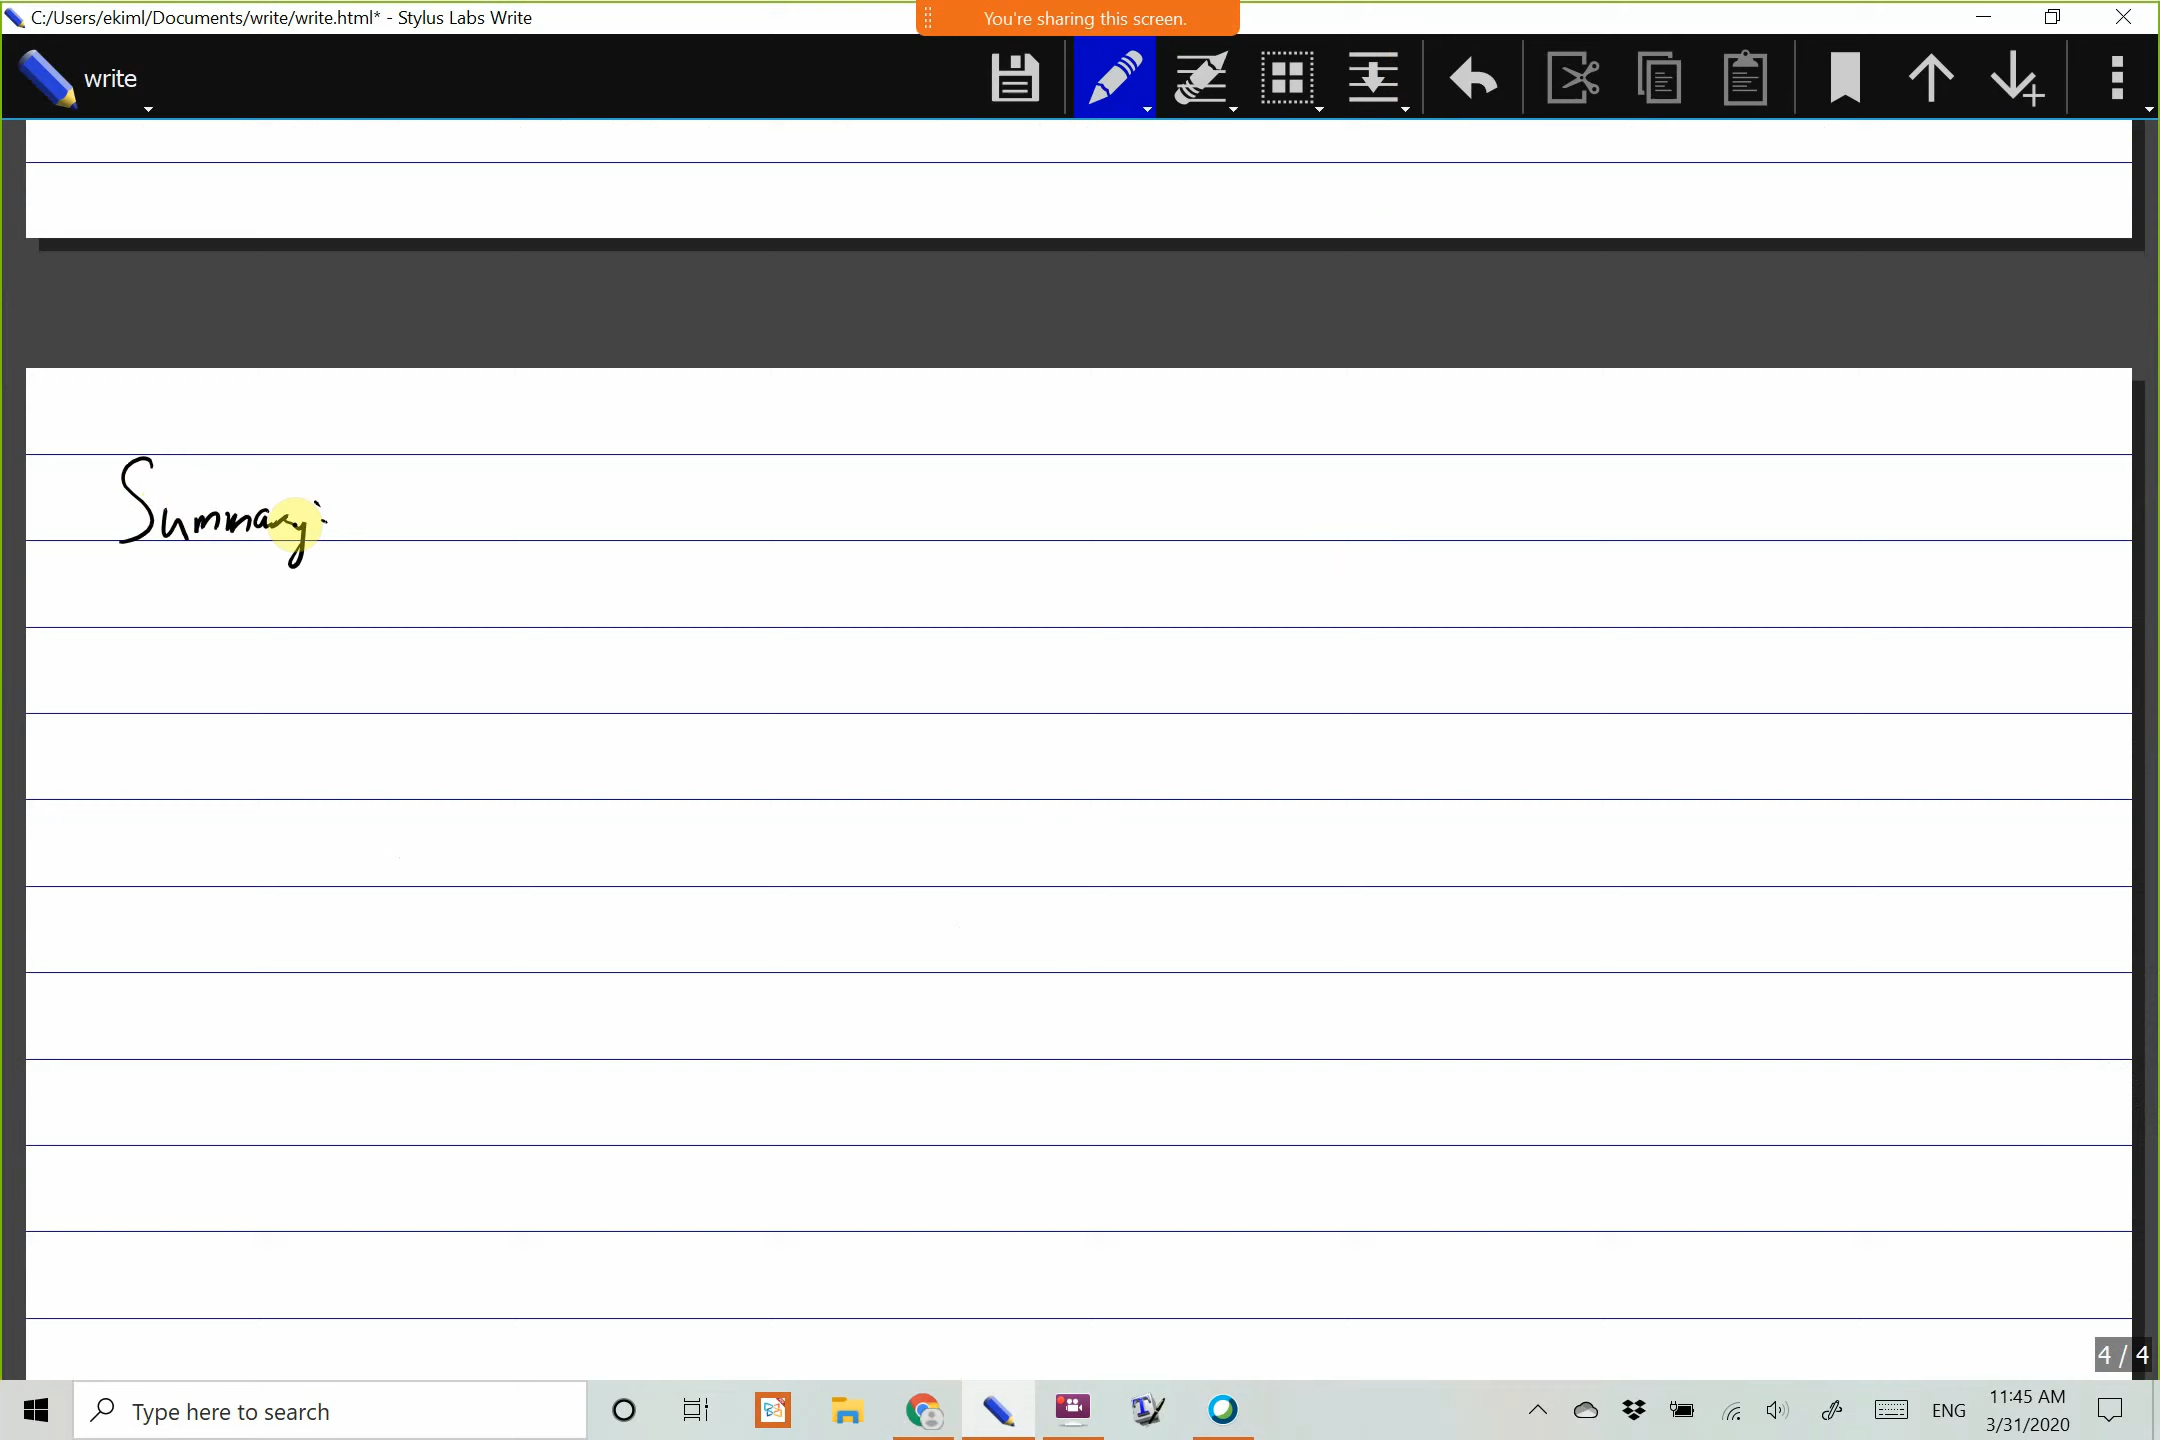 C:/Users/ekiml/Documents/write/write.html* - Stylus Labs Write
You're sharing this screen.
write
Summary:
4 / 4
Type here to search
ENG
11:45 AM
3/31/2020